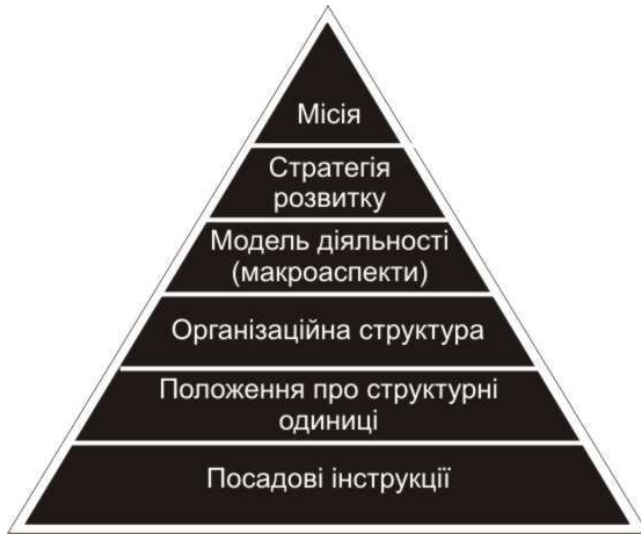 Місія
Стратегія
розвитку
Модель діяльності
(макроаспекти)
Організаційна структура
Положення про структурні
одиниці
Посадові інструкції